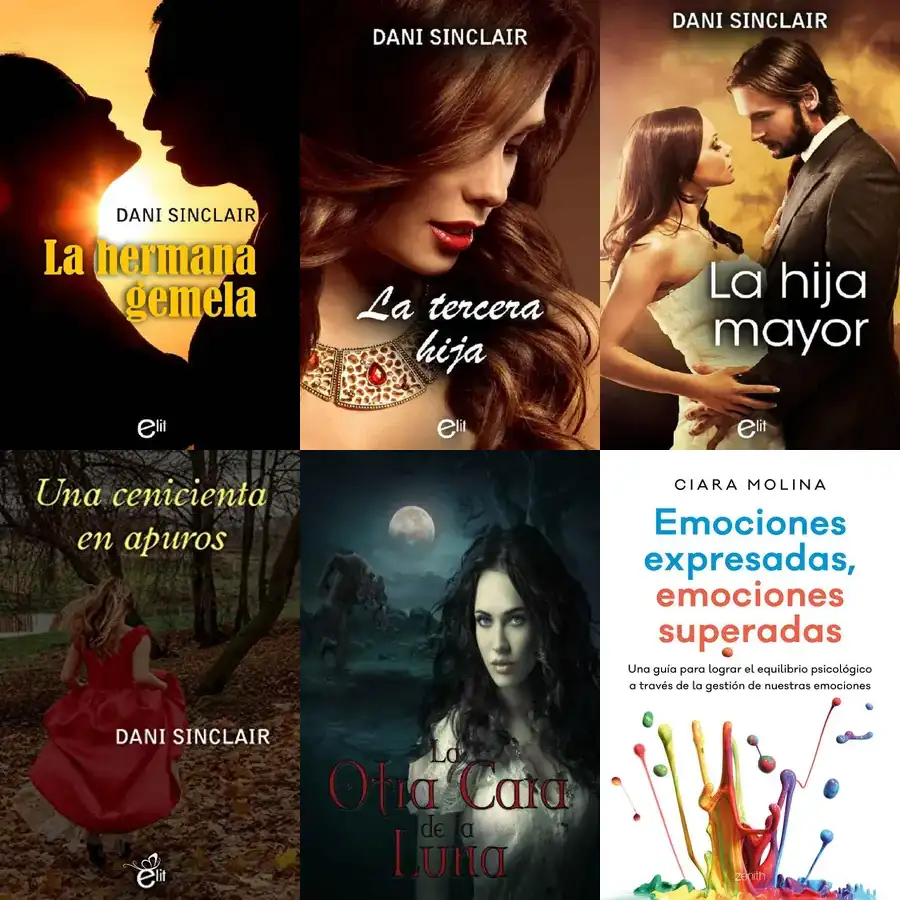 DANI SINCLAIR
La hermana
gemela
elit
DANI SINCLAIR
La tercera
hija
elit
DANI SINCLAIR
La hija
mayor
elit
Una cenicienta
en apuros
DANI SINCLAIR
elit
La
Otra Cara
de la
Luna
CIARA MOLINA
Emociones
expresadas,
emociones
superadas
Una guía para lograr el equilibrio psicológico
a través de la gestión de nuestras emociones
zenith